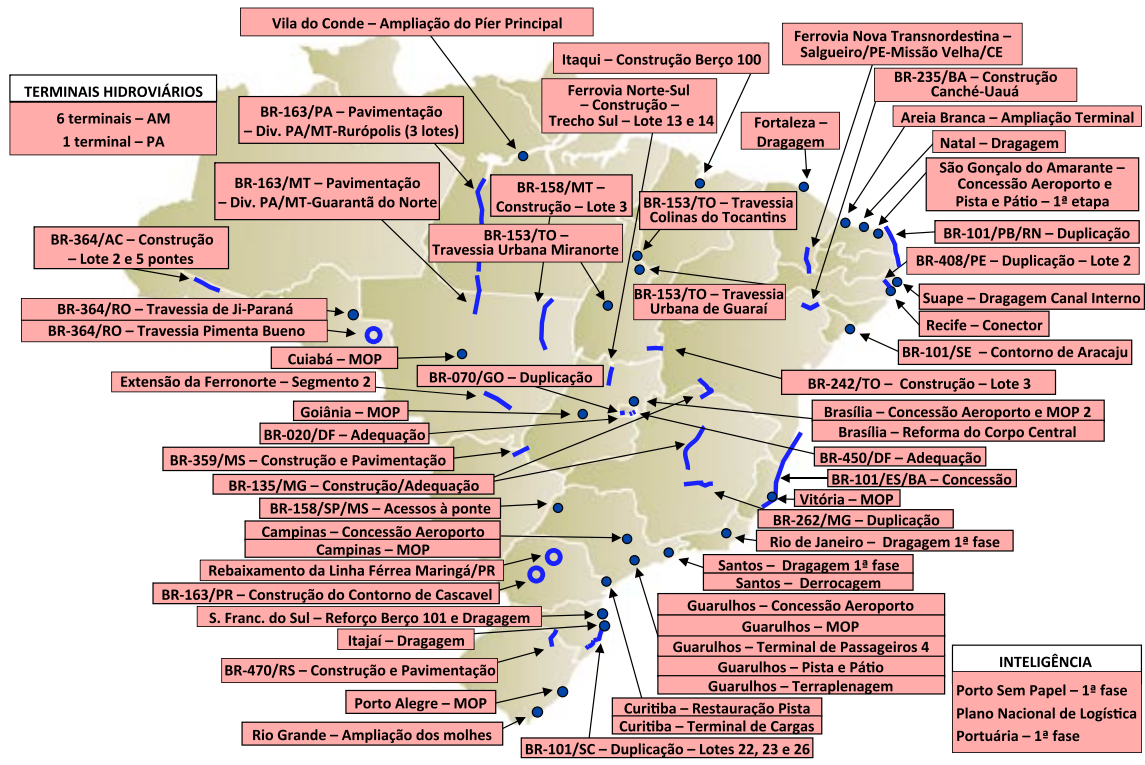 Vila do Conde – Ampliação do Píer Principal
Ferrovia Nova Transnordestina –
Salgueiro/PE-Missão Velha/CE
Itaqui – Construção Berço 100
TERMINAIS HIDROVIÁRIOS
6 terminais – AM
1 terminal – PA
BR-163/PA – Pavimentação
– Div. PA/MT-Rurópolis (3 lotes)
Ferrovia Norte-Sul
– Construção –
Trecho Sul – Lote 13 e 14
BR-235/BA – Construção
Canché-Uauá
Fortaleza –
Dragagem
Areia Branca – Ampliação Terminal
Natal – Dragagem
São Gonçalo do Amarante –
Concessão Aeroporto e
Pista e Pátio – 1ª etapa
BR-163/MT – Pavimentação
– Div. PA/MT-Guarantã do Norte
BR-158/MT –
Construção – Lote 3
BR-153/TO – Travessia
Colinas do Tocantins
BR-364/AC – Construção
– Lote 2 e 5 pontes
BR-153/TO –
Travessia Urbana Miranorte
BR-101/PB/RN – Duplicação
BR-408/PE – Duplicação – Lote 2
BR-153/TO – Travessia
Urbana de Guaraí
Suape – Dragagem Canal Interno
Recife – Conector
BR-364/RO – Travessia de Ji-Paraná
BR-364/RO – Travessia Pimenta Bueno
BR-101/SE – Contorno de Aracaju
Cuiabá – MOP
BR-070/GO – Duplicação
BR-242/TO – Construção – Lote 3
Extensão da Ferronorte – Segmento 2
Goiânia – MOP
Brasília – Concessão Aeroporto e MOP 2
Brasília – Reforma do Corpo Central
BR-020/DF – Adequação
BR-359/MS – Construção e Pavimentação
BR-450/DF – Adequação
BR-135/MG – Construção/Adequação
BR-101/ES/BA – Concessão
Vitória – MOP
BR-158/SP/MS – Acessos à ponte
BR-262/MG – Duplicação
Campinas – Concessão Aeroporto
Campinas – MOP
Rio de Janeiro – Dragagem 1ª fase
Rebaixamento da Linha Férrea Maringá/PR
Santos – Dragagem 1ª fase
Santos – Derrocagem
BR-163/PR – Construção do Contorno de Cascavel
S. Franc. do Sul – Reforço Berço 101 e Dragagem
Guarulhos – Concessão Aeroporto
Guarulhos – MOP
Guarulhos – Terminal de Passageiros 4
Guarulhos – Pista e Pátio
Guarulhos – Terraplenagem
Itajaí – Dragagem
BR-470/RS – Construção e Pavimentação
INTELIGÊNCIA
Porto Sem Papel – 1ª fase
Plano Nacional de Logística
Portuária – 1ª fase
Porto Alegre – MOP
Curitiba – Restauração Pista
Curitiba – Terminal de Cargas
Rio Grande – Ampliação dos molhes
BR-101/SC – Duplicação – Lotes 22, 23 e 26